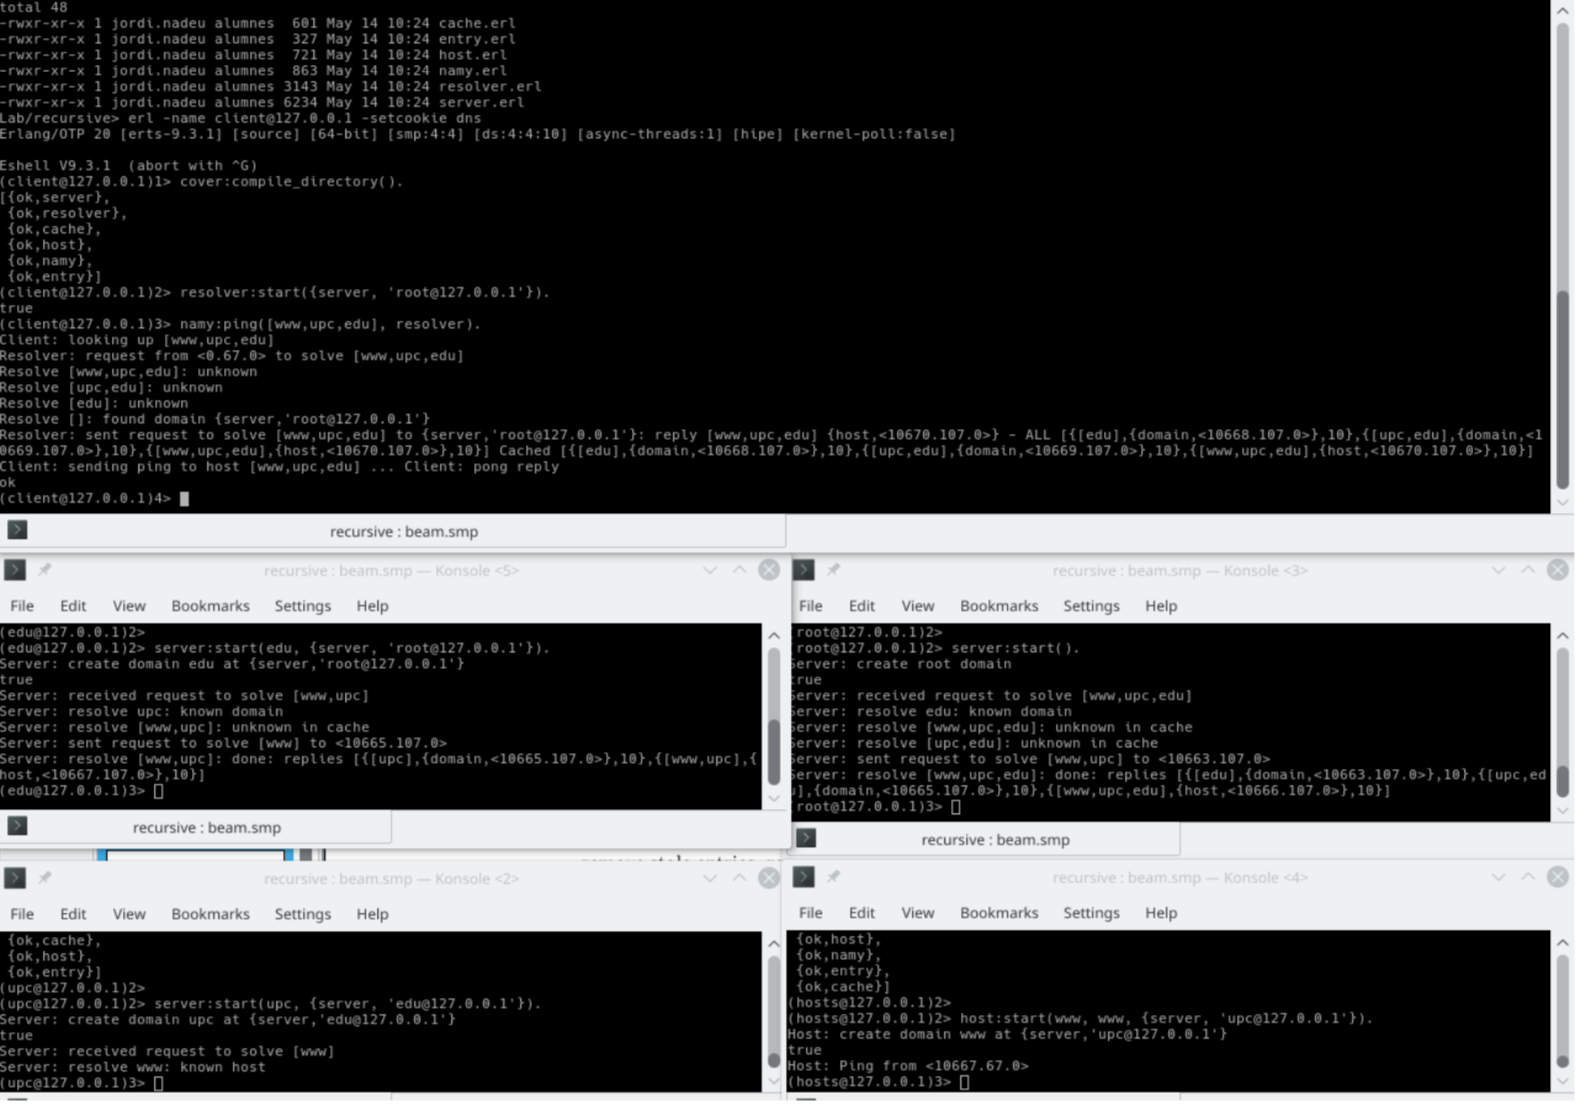 total 48
-rwxr-xr-x 1 jordi.nadeu alumnes  601 May 14 10:24 cache.erl
-rwxr-xr-x 1 jordi.nadeu alumnes  327 May 14 10:24 entry.erl
-rwxr-xr-x 1 jordi.nadeu alumnes  721 May 14 10:24 host.erl
-rwxr-xr-x 1 jordi.nadeu alumnes  863 May 14 10:24 namy.erl
-rwxr-xr-x 1 jordi.nadeu alumnes 3143 May 14 10:24 resolver.erl
-rwxr-xr-x 1 jordi.nadeu alumnes 6234 May 14 10:24 server.erl
Lab/recursive> erl -name client@127.0.0.1 -setcookie dns
Erlang/OTP 20 [erts-9.3.1] [source] [64-bit] [smp:4:4] [ds:4:4:10] [async-threads:1] [hipe] [kernel-poll:false]
Eshell V9.3.1  (abort with ^G)
(client@127.0.0.1)1> cover:compile_directory().
[{ok,server},
 {ok,resolver},
 {ok,cache},
 {ok,host},
 {ok,namy},
 {ok,entry}]
(client@127.0.0.1)2> resolver:start({server, 'root@127.0.0.1'}).
true
(client@127.0.0.1)3> namy:ping([www,upc,edu], resolver).
Client: looking up [www,upc,edu]
Resolver: request from <0.67.0> to solve [www,upc,edu]
Resolve [www,upc,edu]: unknown
Resolve [upc,edu]: unknown
Resolve [edu]: unknown
Resolve []: found domain {server,'root@127.0.0.1'}
Resolver: sent request to solve [www,upc,edu] to {server,'root@127.0.0.1'}: reply [www,upc,edu] {host,<10670.107.0>} - ALL [{[edu],{domain,<10668.107.0>},10},{[upc,edu],{domain,<1
0669.107.0>},10},{[www,upc,edu],{host,<10670.107.0>},10}] Cached [{[edu],{domain,<10668.107.0>},10},{[upc,edu],{domain,<10669.107.0>},10},{[www,upc,edu],{host,<10670.107.0>},10}]
Client: sending ping to host [www,upc,edu] ... Client: pong reply
ok
(client@127.0.0.1)4>
recursive : beam.smp
recursive : beam.smp — Konsole <5>
File Edit View Bookmarks Settings Help
(edu@127.0.0.1)2>
(edu@127.0.0.1)2> server:start(edu, {server, 'root@127.0.0.1'}).
Server: create domain edu at {server,'root@127.0.0.1'}
true
Server: received request to solve [www,upc]
Server: resolve upc: known domain
Server: resolve [www,upc]: unknown in cache
Server: sent request to solve [www] to <10665.107.0>
Server: resolve [www,upc]: done: replies [{[upc],{domain,<10665.107.0>},10},{[www,upc],{
host,<10667.107.0>},10}]
(edu@127.0.0.1)3>
recursive : beam.smp
recursive : beam.smp — Konsole <3>
File Edit View Bookmarks Settings Help
(root@127.0.0.1)2>
(root@127.0.0.1)2> server:start().
Server: create root domain
true
Server: received request to solve [www,upc,edu]
Server: resolve edu: known domain
Server: resolve [www,upc,edu]: unknown in cache
Server: resolve [upc,edu]: unknown in cache
Server: sent request to solve [www,upc] to <10663.107.0>
Server: resolve [www,upc,edu]: done: replies [{[edu],{domain,<10663.107.0>},10},{[upc,ed
u],{domain,<10665.107.0>},10},{[www,upc,edu],{host,<10666.107.0>},10}]
(root@127.0.0.1)3>
recursive : beam.smp
recursive : beam.smp — Konsole <2>
File Edit View Bookmarks Settings Help
 {ok,cache},
 {ok,host},
 {ok,entry}]
(upc@127.0.0.1)2>
(upc@127.0.0.1)2> server:start(upc, {server, 'edu@127.0.0.1'}).
Server: create domain upc at {server,'edu@127.0.0.1'}
true
Server: received request to solve [www]
Server: resolve www: known host
(upc@127.0.0.1)3>
recursive : beam.smp — Konsole <4>
File Edit View Bookmarks Settings Help
 {ok,host},
 {ok,namy},
 {ok,entry},
 {ok,cache}]
(hosts@127.0.0.1)2>
(hosts@127.0.0.1)2> host:start(www, www, {server, 'upc@127.0.0.1'}).
Host: create domain www at {server,'upc@127.0.0.1'}
true
Host: Ping from <10667.67.0>
(hosts@127.0.0.1)3>